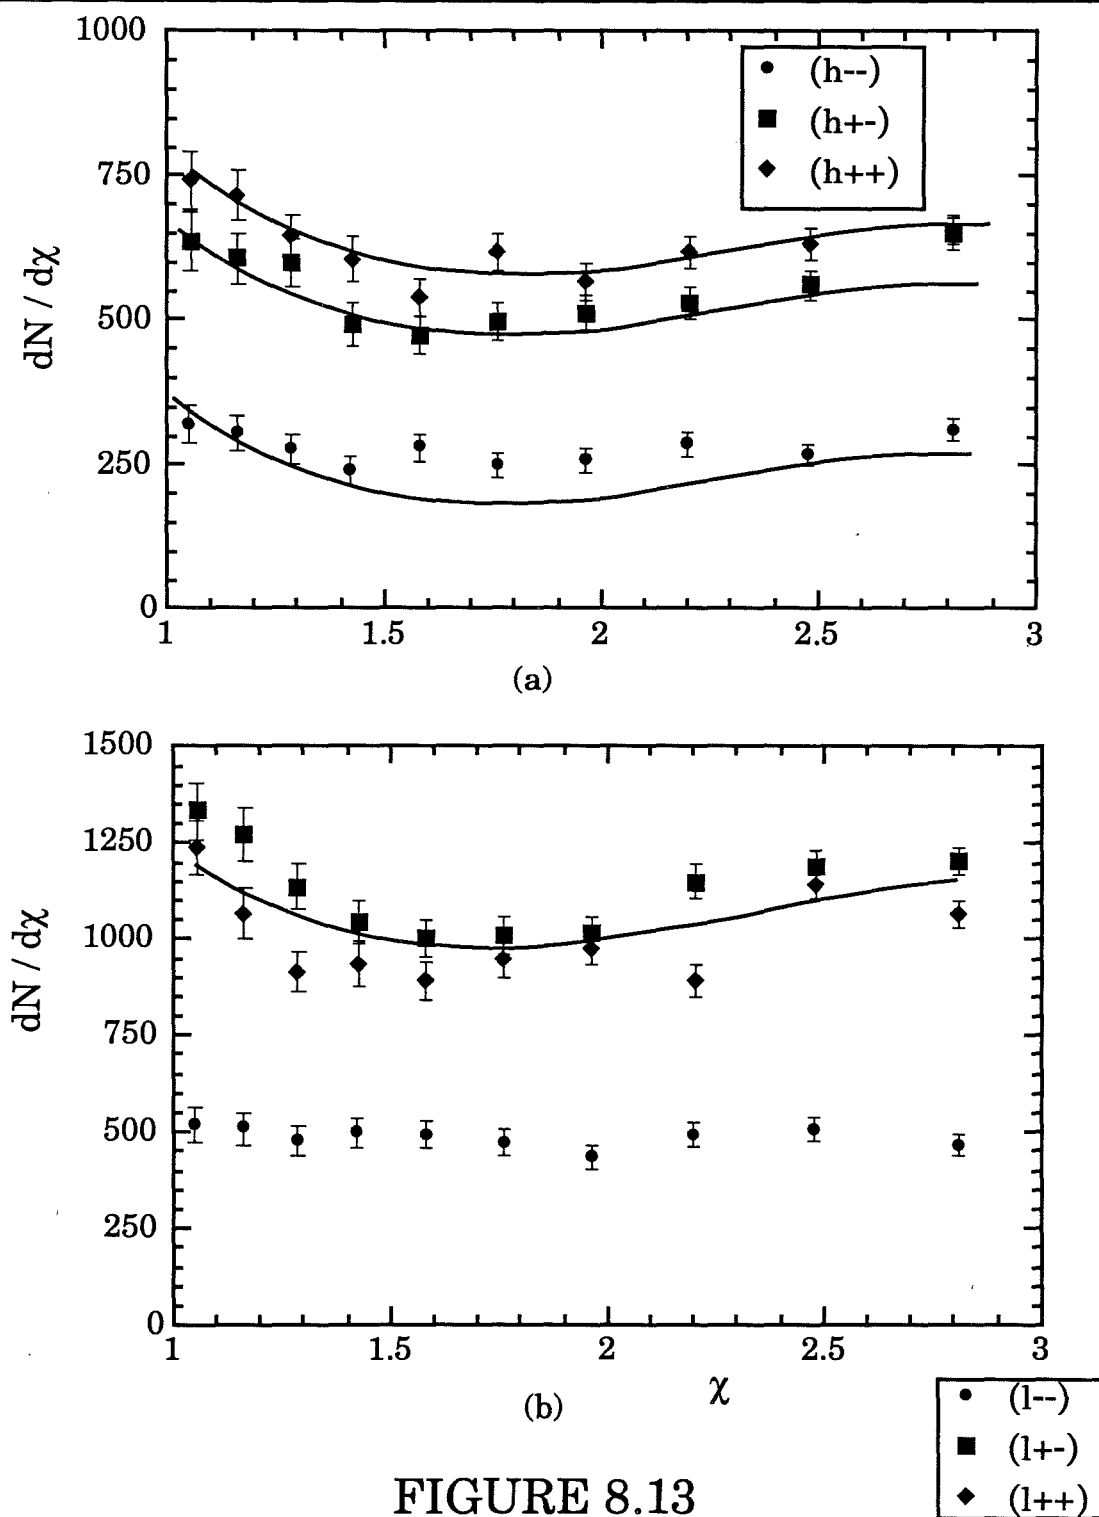 1000
750
500
250
0
dN / dχ
(h--)
(h+-)
(h++)
1 1.5 2 2.5 3
(a)
1500
1250
1000
750
500
250
0
dN / dχ
1 1.5 2 2.5 3
χ
(b)
(l--)
(l+-)
(l++)
FIGURE 8.13